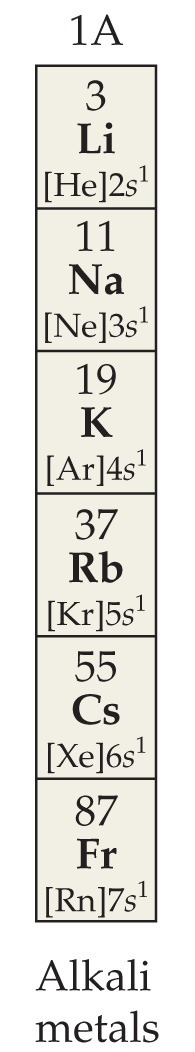 1A
3
Li
[He]2s¹
11
Na
[Ne]3s¹
19
K
[Ar]4s¹
37
Rb
[Kr]5s¹
55
Cs
[Xe]6s¹
87
Fr
[Rn]7s¹
Alkali
metals